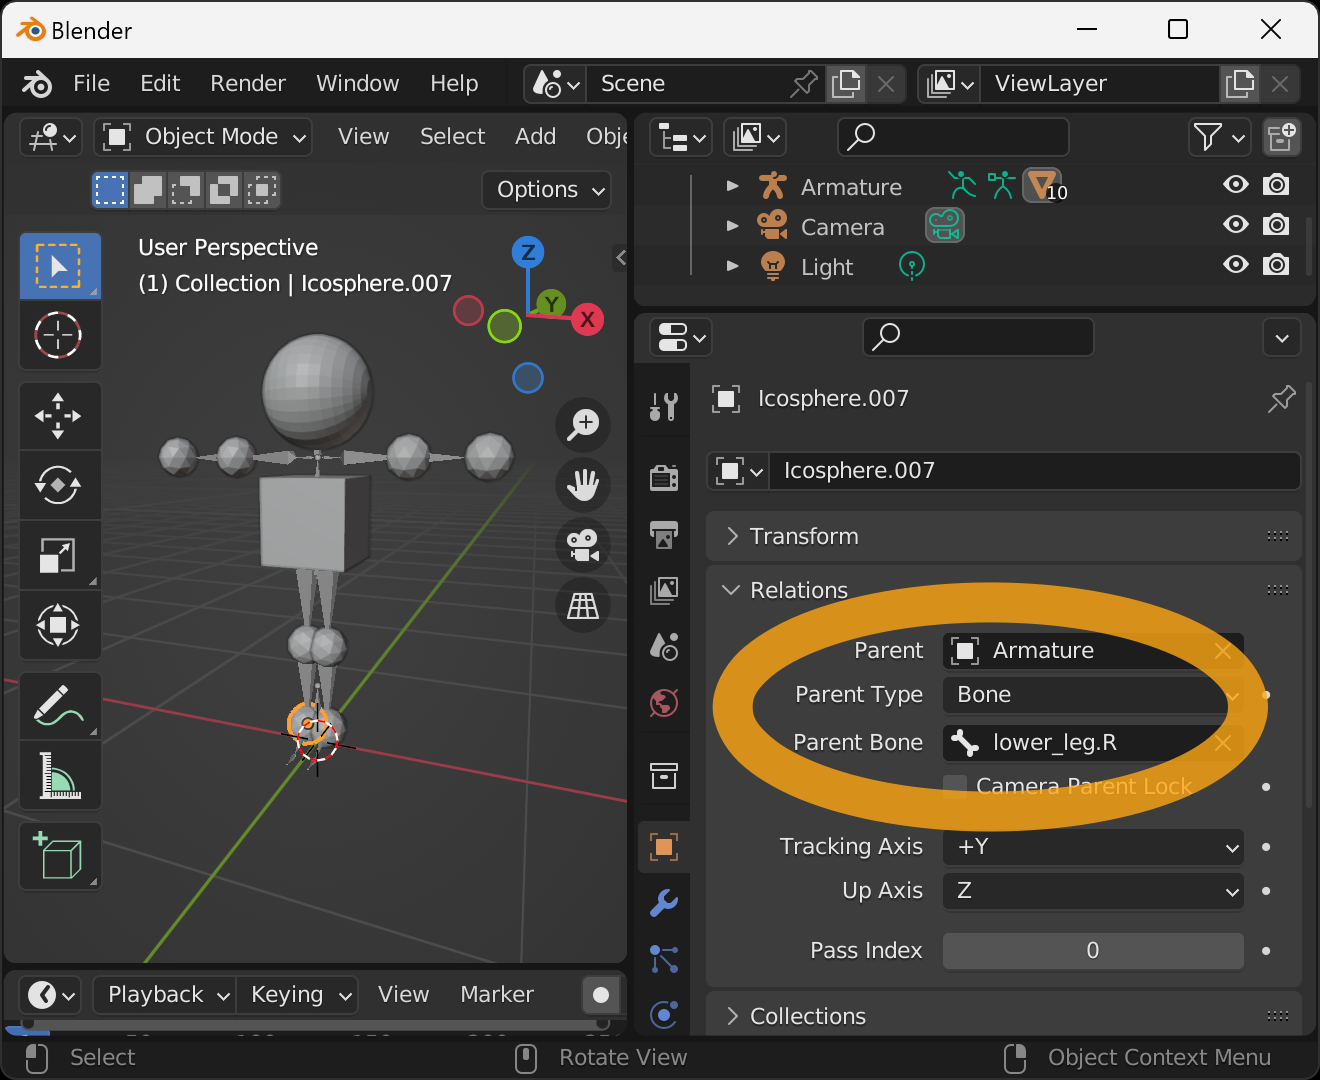 Blender
File Edit Render Window Help Scene ViewLayer
Object Mode View Select Add Obje
Options
User Perspective
(1) Collection | Icosphere.007
Z
Y
X
Armature 10
Camera
Light
Icosphere.007
Icosphere.007
Transform
Relations
Parent Armature
Parent Type Bone
Parent Bone lower_leg.R
Camera Parent Lock
Tracking Axis +Y
Up Axis Z
Pass Index 0
Collections
Playback Keying View Marker
Select Rotate View Object Context Menu